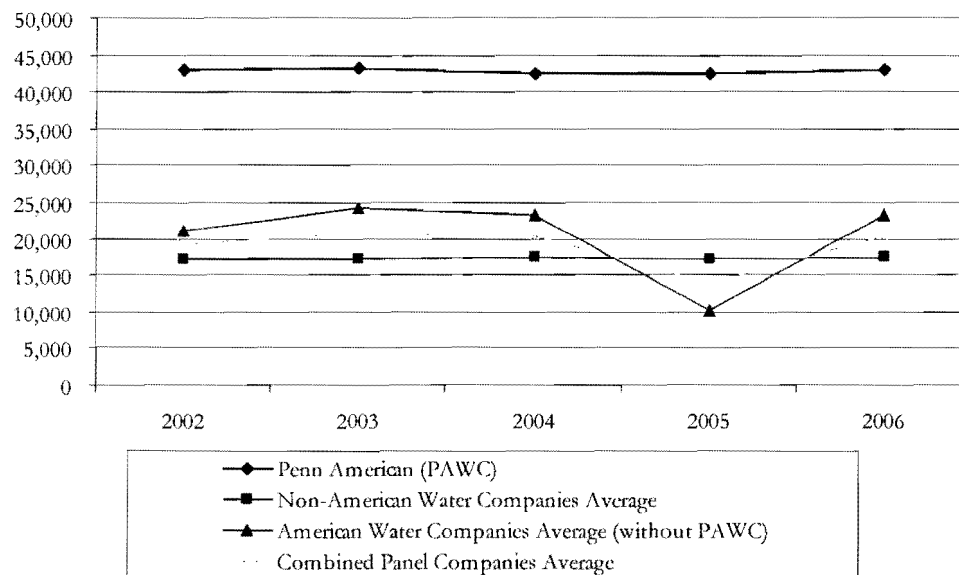 50,000
45,000
40,000
35,000
30,000
25,000
20,000
15,000
10,000
5,000
0
2002 2003 2004 2005 2006
Penn American (PAWC)
Non-American Water Companies Average
American Water Companies Average (without PAWC)
Combined Panel Companies Average